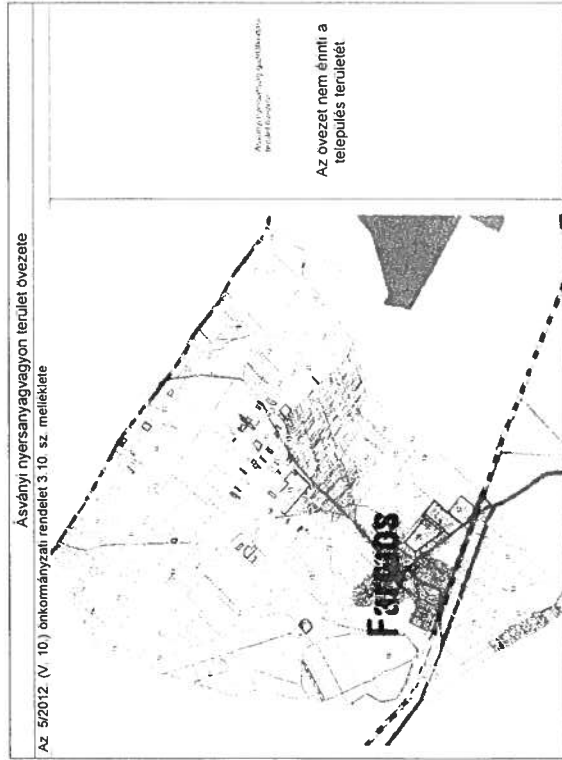 Ásványi nyersanyagvagyon terület övezete
Az 5/2012. (V. 10.) önkormányzati rendelet 3.10. sz. melléklete
Az övezet nem érinti a
település területét
Farmos